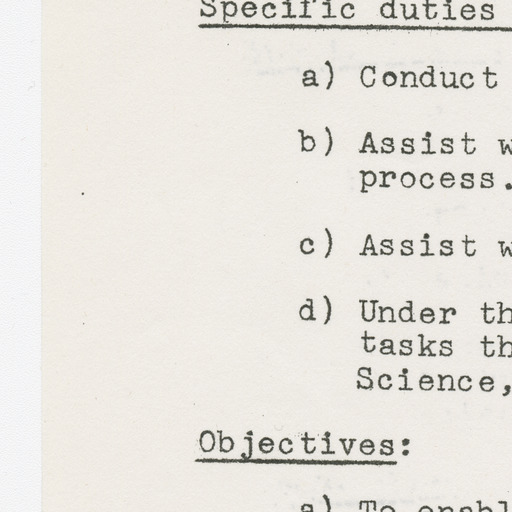 Specific duties
a) Conduct
b) Assist w
process.
c) Assist w
d) Under th
tasks th
Science,
Objectives:
a) To enabl